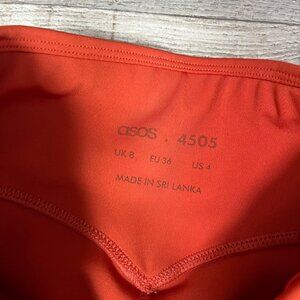 asos . 4505
UK 8 EU 36 US 4
MADE IN SRI LANKA